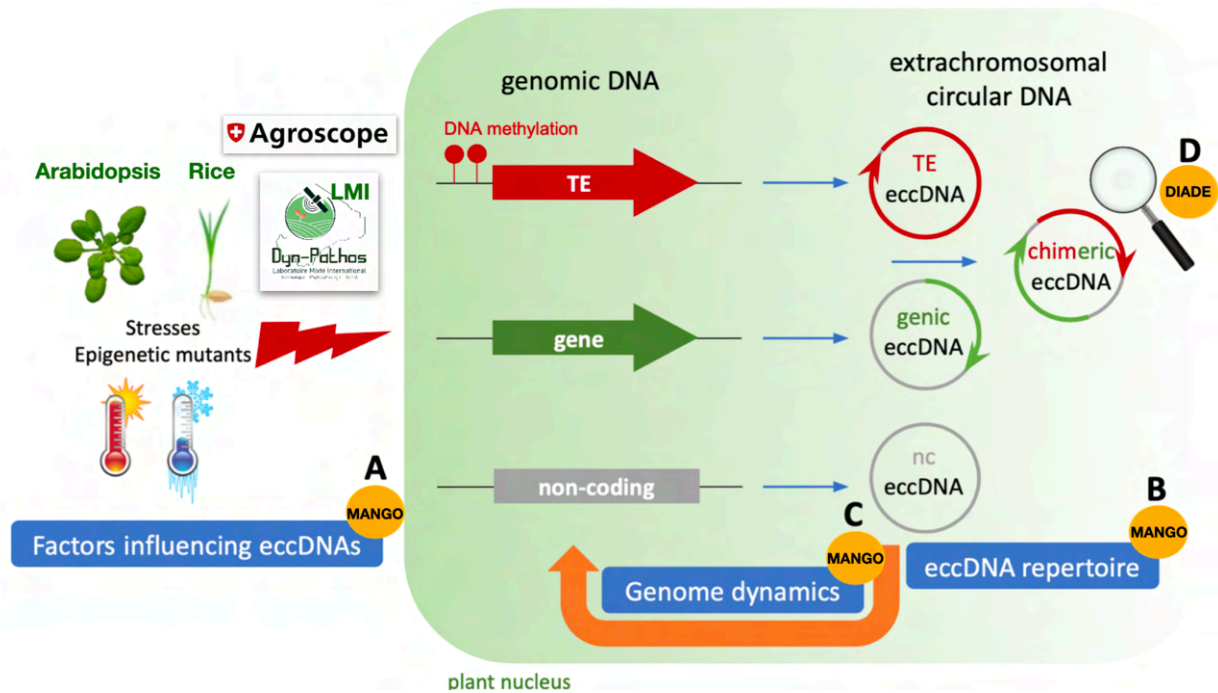 genomic DNA
extrachromosomal
circular DNA
Agroscope
DNA methylation
Arabidopsis
Rice
LMI
Dyn-Pathos
Laboratoire Mixte International
TE
TE
eccDNA
D
DIADE
chimeric
eccDNA
Stresses
Epigenetic mutants
gene
genic
eccDNA
non-coding
nc
eccDNA
A
MANGO
Factors influencing eccDNAs
C
MANGO
B
MANGO
Genome dynamics
eccDNA repertoire
plant nucleus